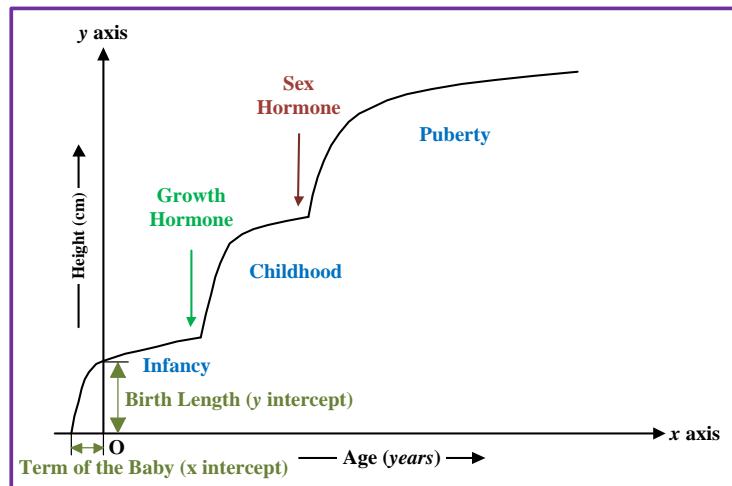 y axis
Sex
Hormone
Puberty
Growth
Hormone
Height (cm)
Childhood
Infancy
Birth Length (y intercept)
O
x axis
Term of the Baby (x intercept)
Age (years)